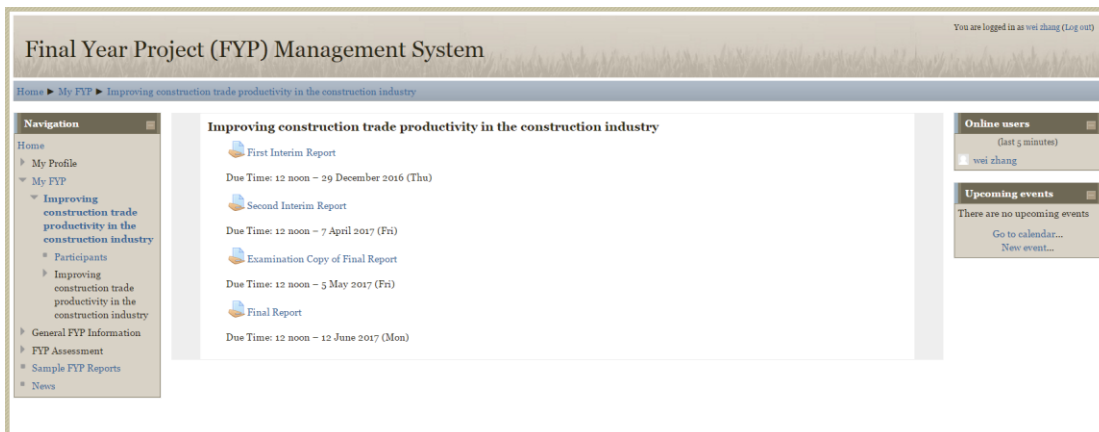 You are logged in as wei zhang (Log out)
Final Year Project (FYP) Management System
Home ► My FYP ► Improving construction trade productivity in the construction industry
Navigation
Home
My Profile
My FYP
Improving
construction trade
productivity in the
construction industry
Participants
Improving
construction trade
productivity in the
construction industry
General FYP Information
FYP Assessment
Sample FYP Reports
News
Improving construction trade productivity in the construction industry
First Interim Report
Due Time: 12 noon – 29 December 2016 (Thu)
Second Interim Report
Due Time: 12 noon – 7 April 2017 (Fri)
Examination Copy of Final Report
Due Time: 12 noon – 5 May 2017 (Fri)
Final Report
Due Time: 12 noon – 12 June 2017 (Mon)
Online users
(last 5 minutes)
wei zhang
Upcoming events
There are no upcoming events
Go to calendar...
New event...